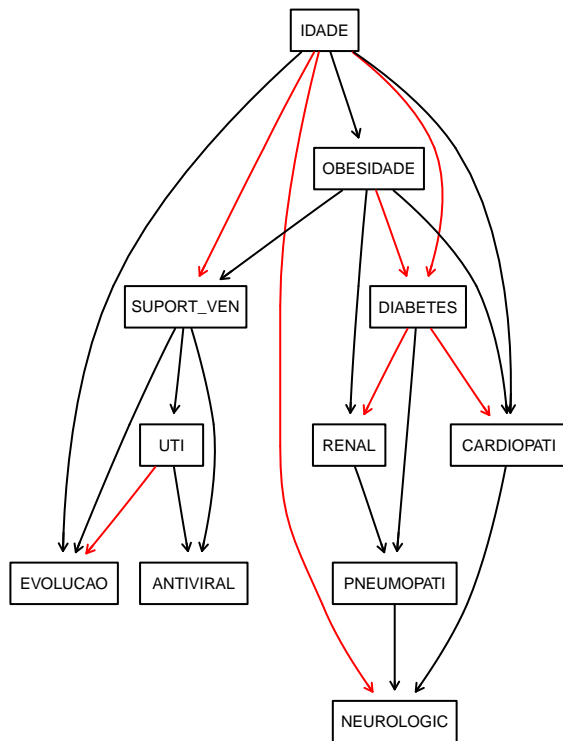 IDADE
OBESIDADE
SUPORT_VEN
DIABETES
UTI
RENAL
CARDIOPATI
EVOLUCAO
ANTIVIRAL
PNEUMOPATI
NEUROLOGIC